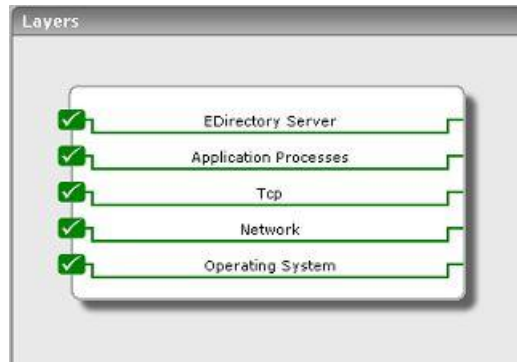 Layers
EDirectory Server
Application Processes
Tcp
Network
Operating System